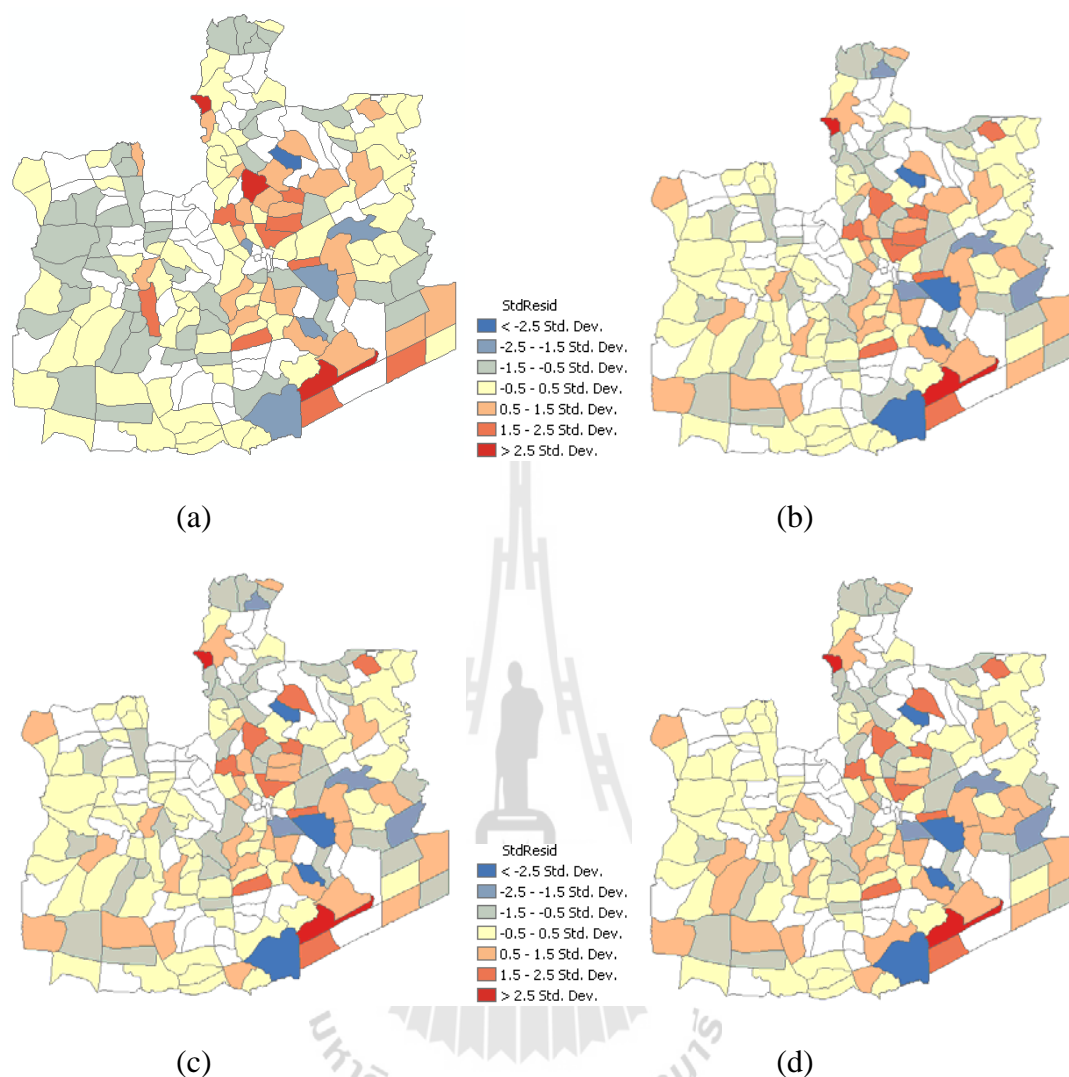 StdResid
< -2.5 Std. Dev.
-2.5 - -1.5 Std. Dev.
-1.5 - -0.5 Std. Dev.
-0.5 - 0.5 Std. Dev.
0.5 - 1.5 Std. Dev.
1.5 - 2.5 Std. Dev.
> 2.5 Std. Dev.
(a)
(b)
StdResid
< -2.5 Std. Dev.
-2.5 - -1.5 Std. Dev.
-1.5 - -0.5 Std. Dev.
-0.5 - 0.5 Std. Dev.
0.5 - 1.5 Std. Dev.
1.5 - 2.5 Std. Dev.
> 2.5 Std. Dev.
(c)
(d)